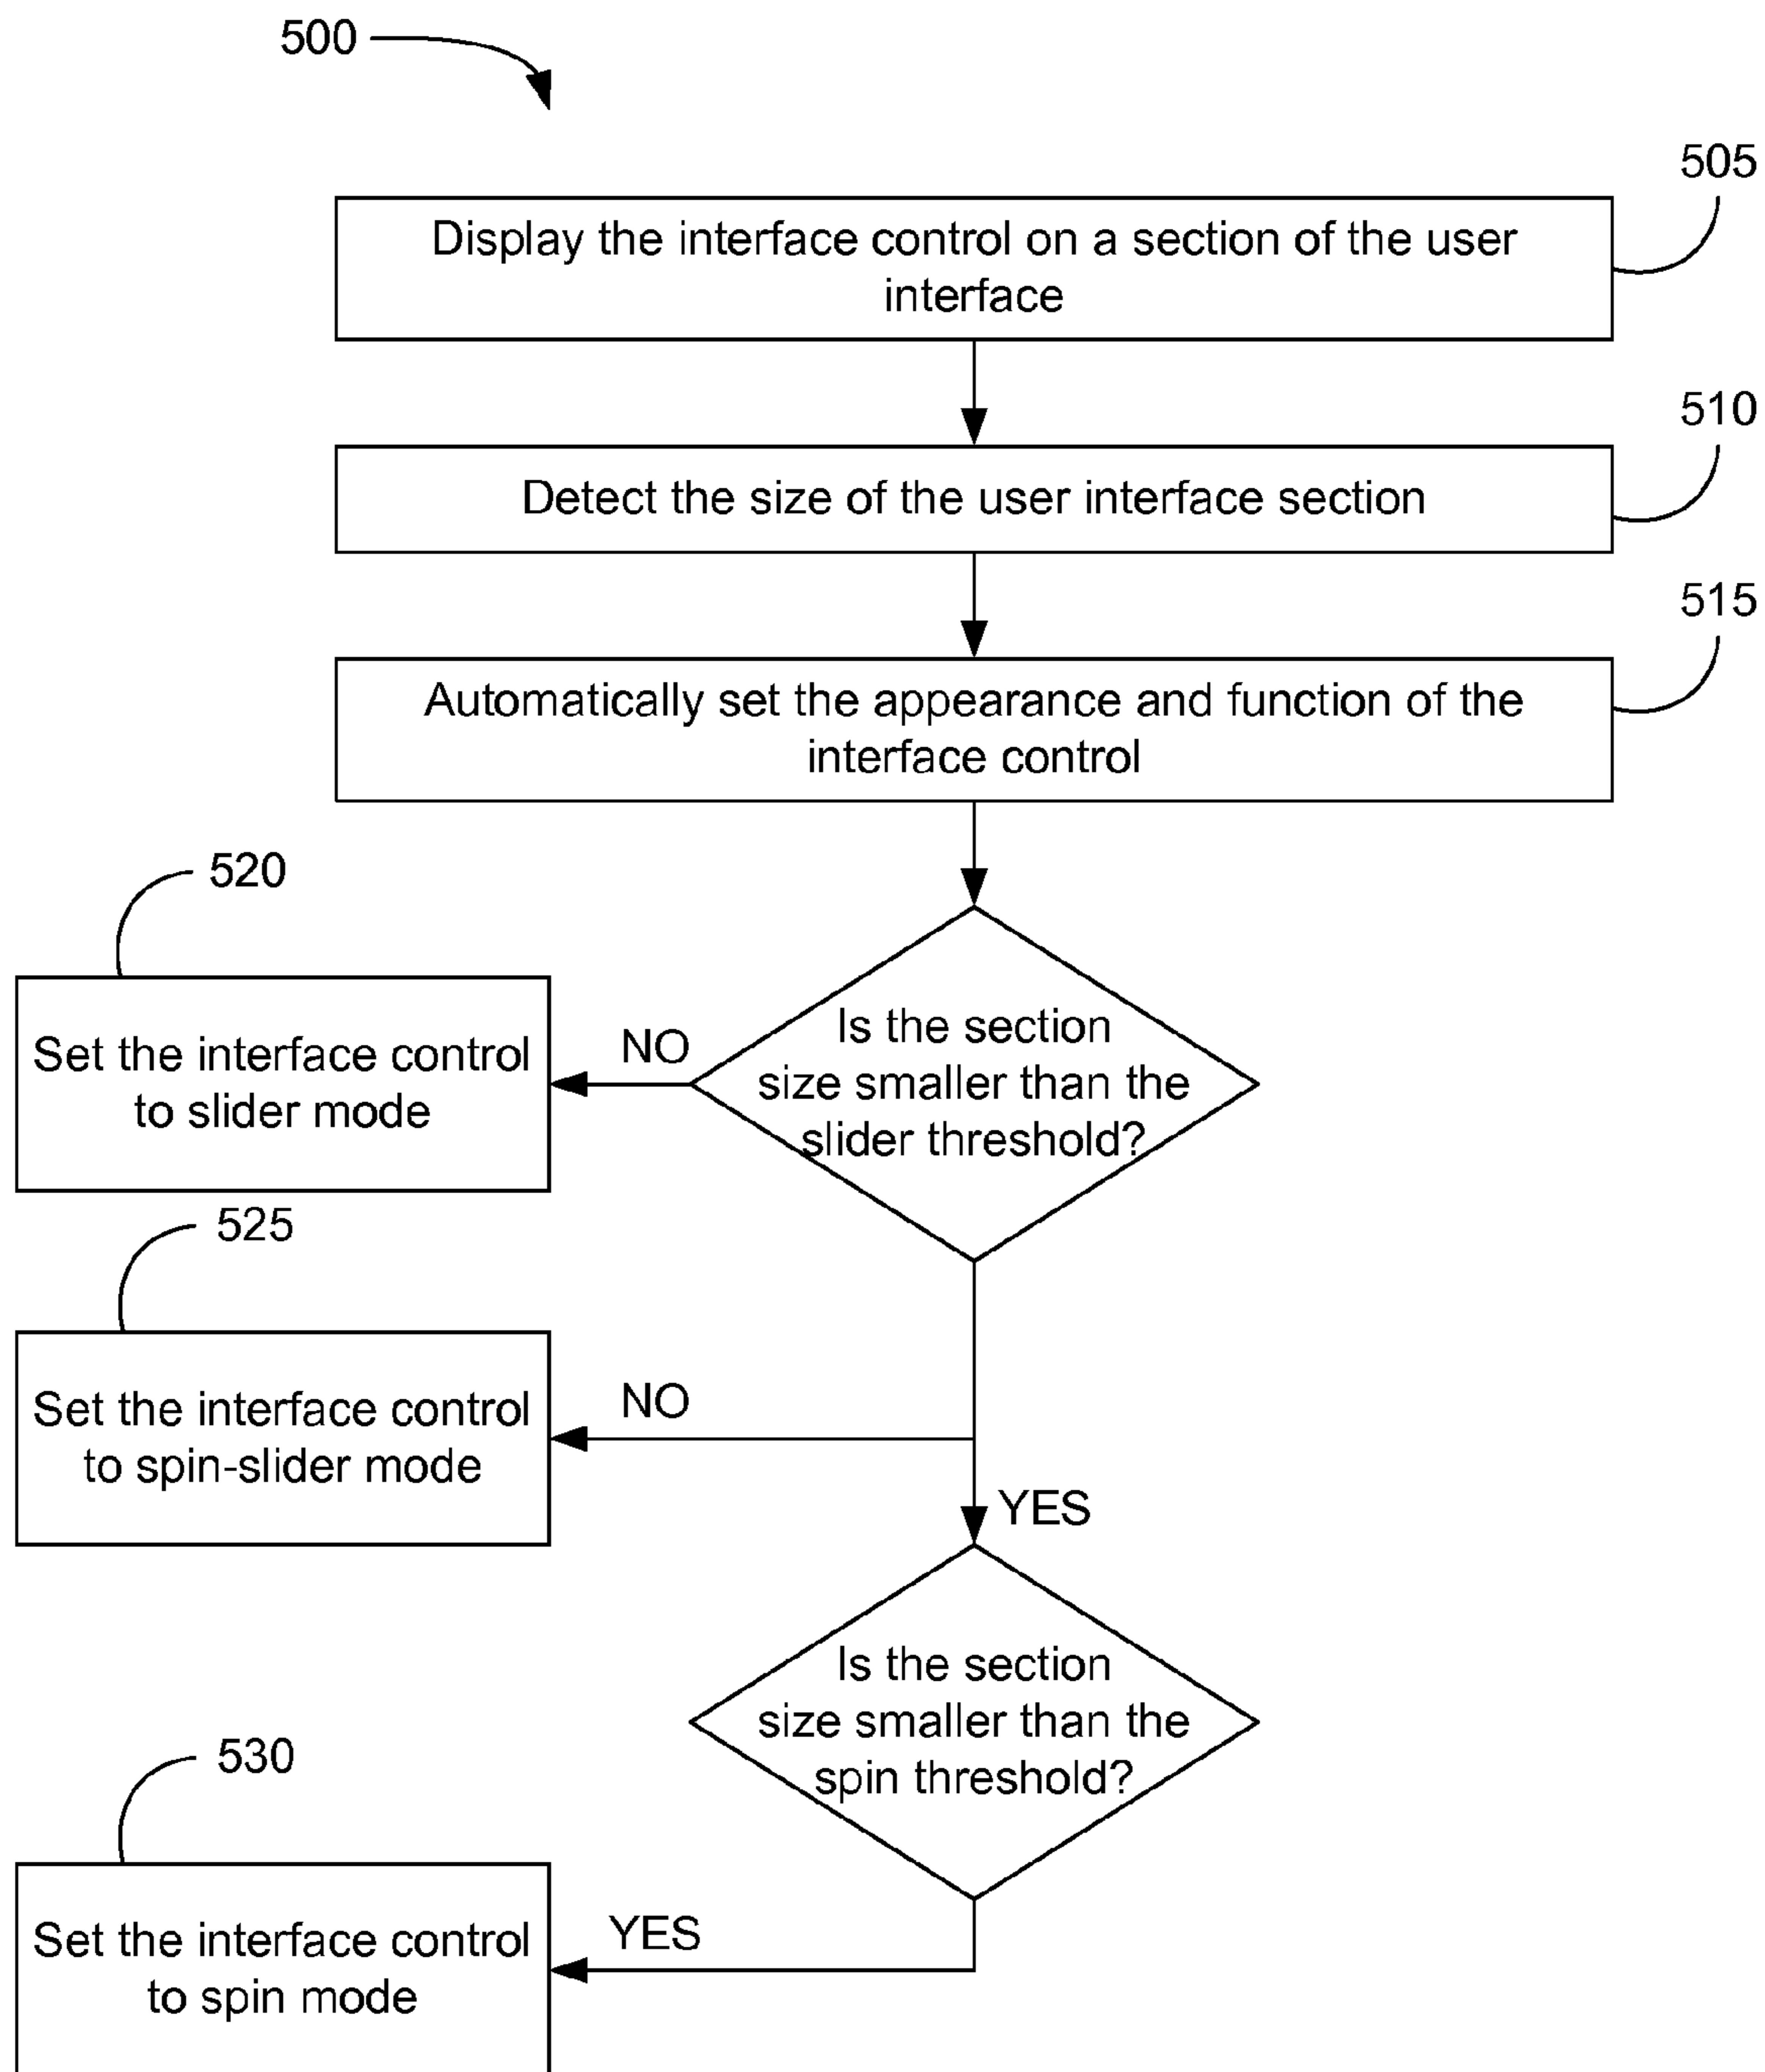 500
505
Display the interface control on a section of the user
interface
510
Detect the size of the user interface section
515
Automatically set the appearance and function of the
interface control
520
Set the interface control
to slider mode
NO
Is the section
size smaller than the
slider threshold?
525
Set the interface control
to spin-slider mode
NO
YES
Is the section
size smaller than the
spin threshold?
530
Set the interface control
to spin mode
YES